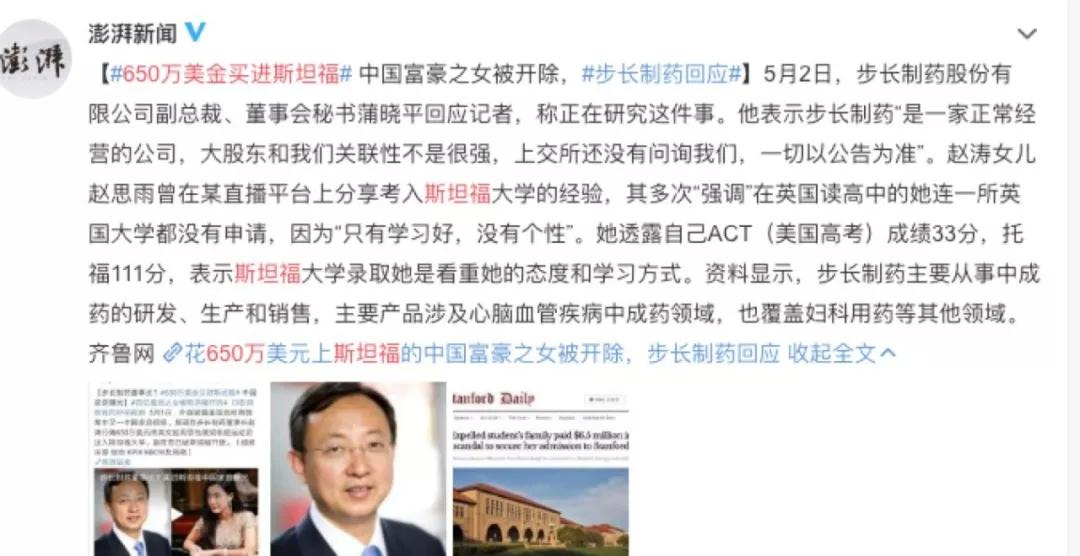 澎湃
澎湃新闻
【#650万美金买进斯坦福# 中国富豪之女被开除，#步长制药回应#】5月2日，步长制药股份有
限公司副总裁、董事会秘书蒲晓平回应记者，称正在研究这件事。他表示步长制药“是一家正常经
营的公司，大股东和我们关联性不是很强，上交所还没有问询我们，一切以公告为准”。赵涛女儿
赵思雨曾在某直播平台上分享考入斯坦福大学的经验，其多次“强调”在英国读高中的她连一所英
国大学都没有申请，因为“只有学习好，没有个性”。她透露自己ACT（美国高考）成绩33分，托
福111分，表示斯坦福大学录取她是看重她的态度和学习方式。资料显示，步长制药主要从事中成
药的研发、生产和销售，主要产品涉及心脑血管疾病中成药领域，也覆盖妇科用药等其他领域。
齐鲁网 花650万美元上斯坦福的中国富豪之女被开除，步长制药回应 收起全文
tanford Daily
xpelled student's family paid $6.5 million i
scandal to secure her admission to Stanford